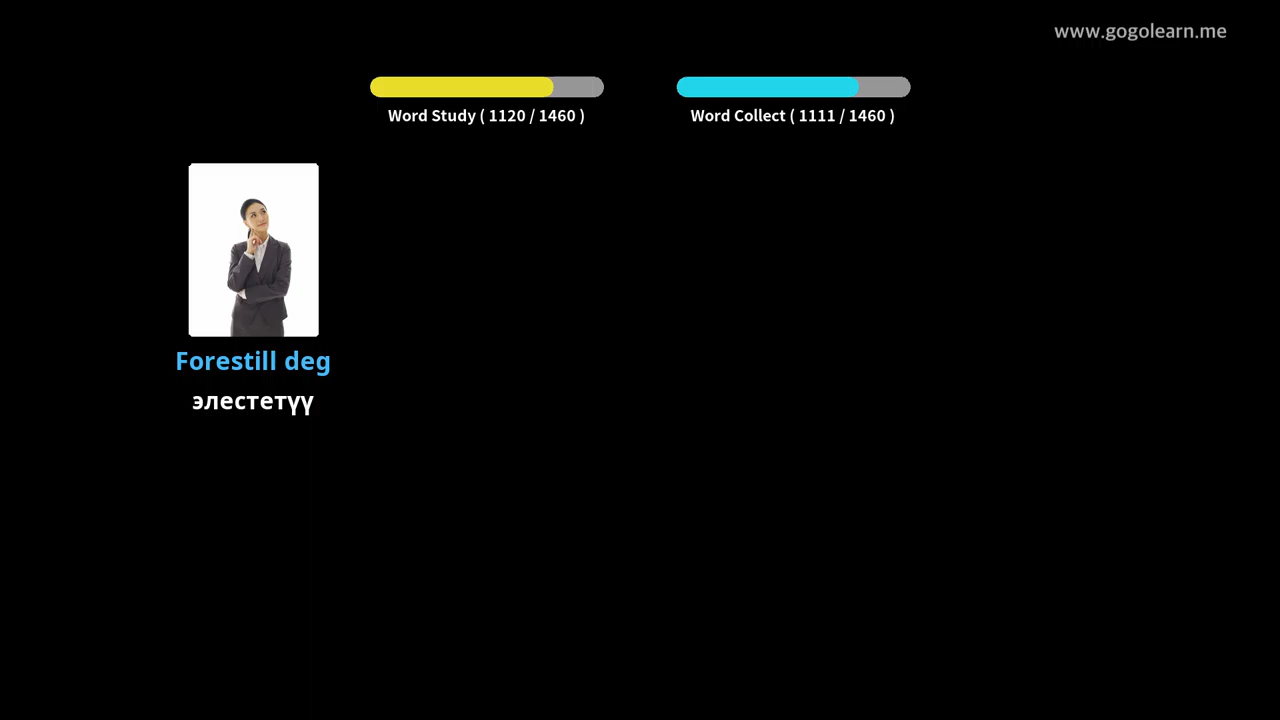 www.gogolearn.me
Word Study ( 1120 / 1460 )
Word Collect ( 1111 / 1460 )
Forestill deg
элестетүү